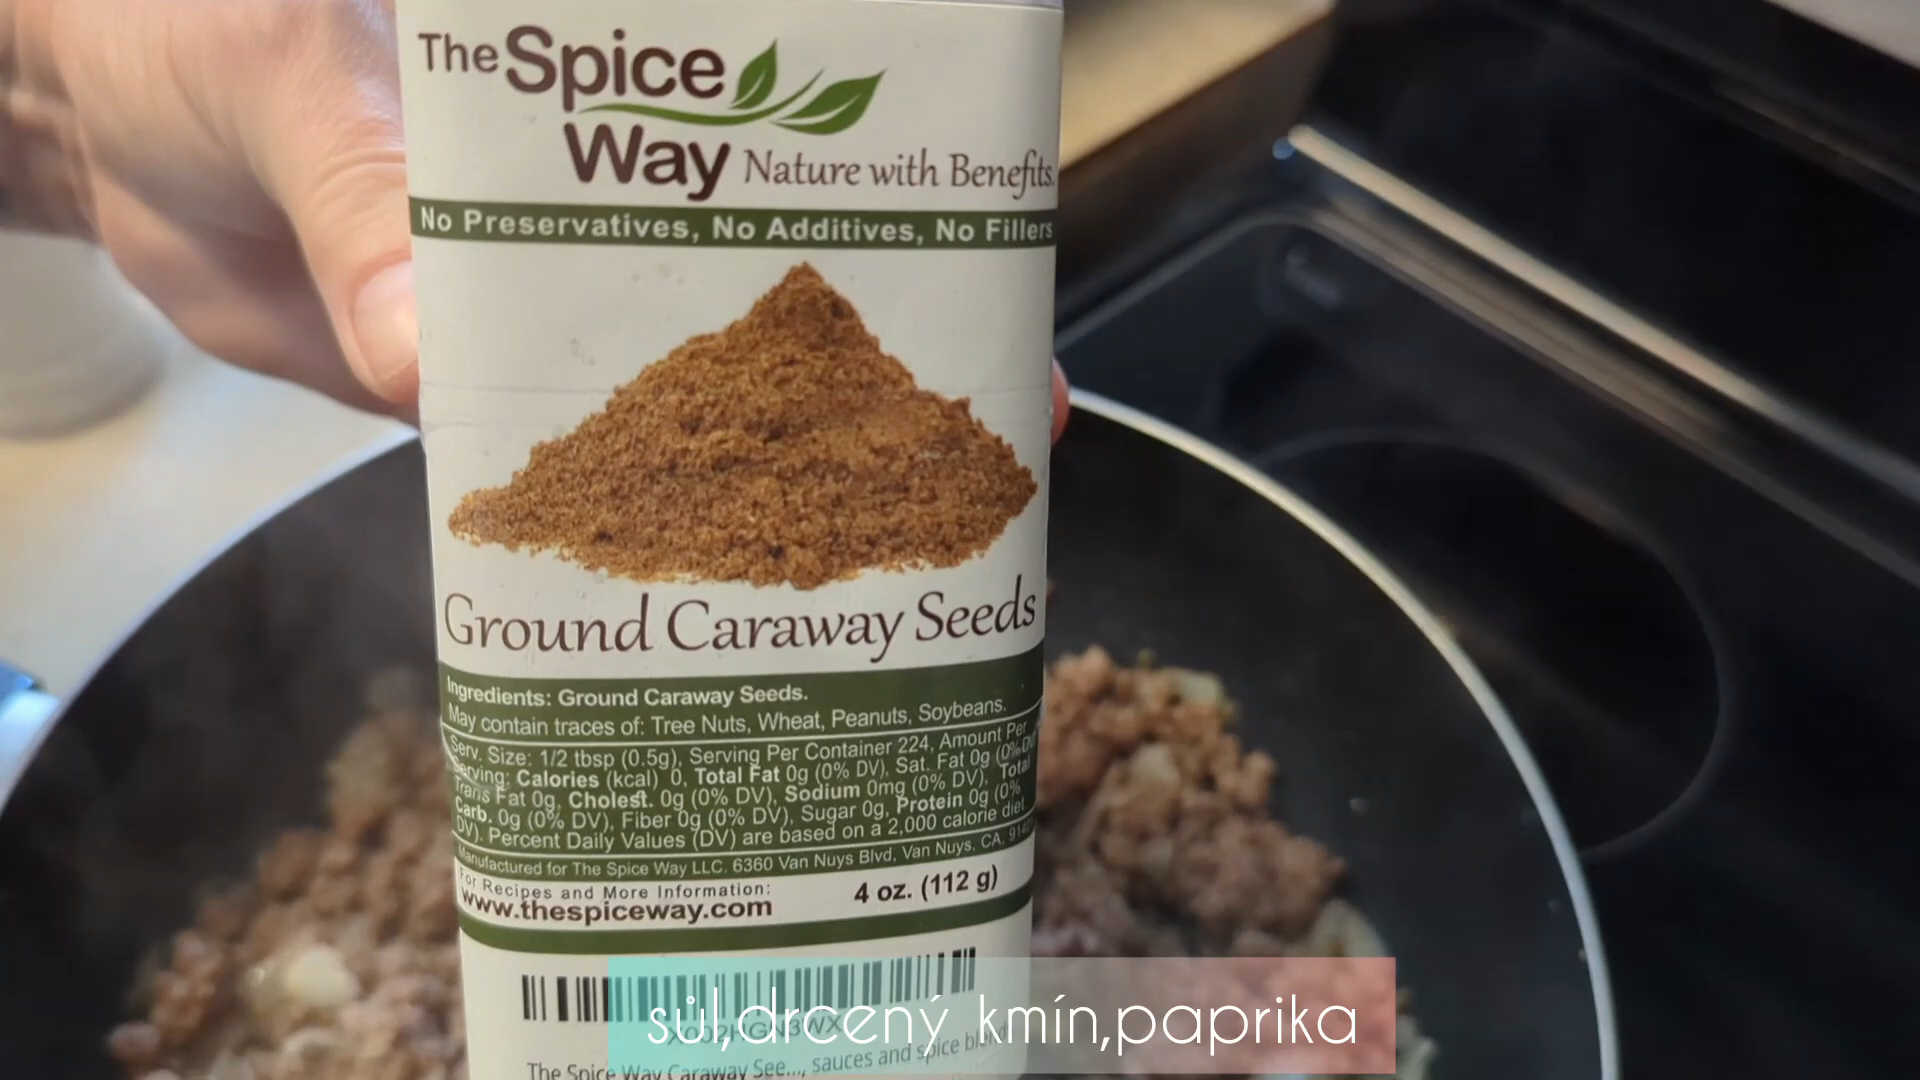 The Spice
Way Nature with Benefits.
No Preservatives, No Additives, No Fillers
Ground Caraway Seeds
Ingredients: Ground Caraway Seeds.
May contain traces of: Tree Nuts, Wheat, Peanuts, Soybeans.
Serv. Size: 1/2 tbsp (0.5g), Serving Per Container 224, Amount Per
Serving: Calories (kcal) 0, Total Fat 0g (0% DV), Sat. Fat 0g (0% DV),
Trans Fat 0g, Cholest. 0g (0% DV), Sodium 0mg (0% DV), Total
Carb. 0g (0% DV), Fiber 0g (0% DV), Sugar 0g, Protein 0g (0%
DV). Percent Daily Values (DV) are based on a 2,000 calorie diet
Manufactured for The Spice Way LLC. 6360 Van Nuys Blvd, Van Nuys, CA,
For Recipes and More Information:
www.thespiceway.com
4 oz. (112 g)
sůl,drcený kmín,paprika
The Spice Way Caraway See..., sauces and spice blend